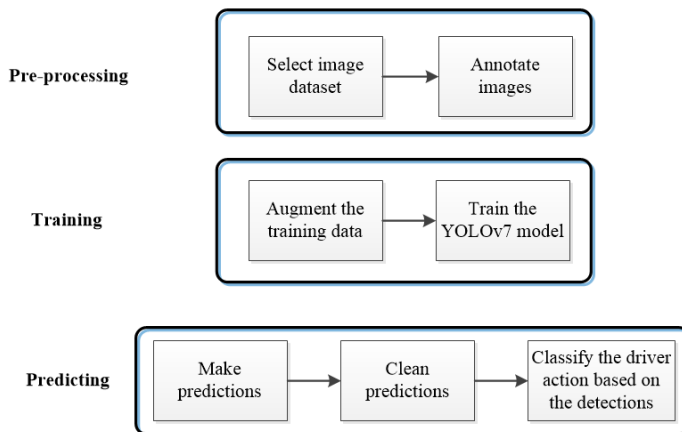 Pre-processing
Select image
dataset
Annotate
images
Training
Augment the
training data
Train the
YOLOv7 model
Predicting
Make
predictions
Clean
predictions
Classify the driver
action based on
the detections